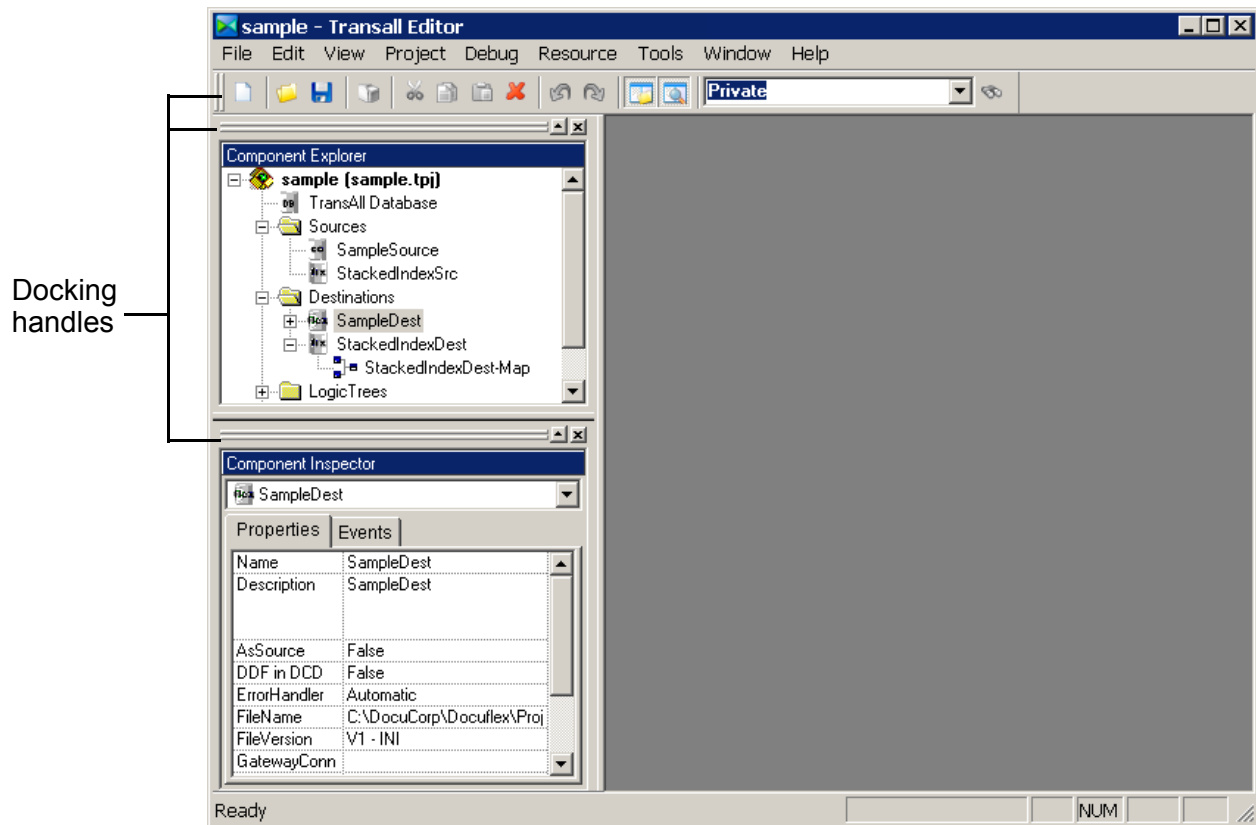 sample - Transall Editor
File Edit View Project Debug Resource Tools Window Help
Private
Component Explorer
sample (sample.tpj)
TransAll Database
Sources
SampleSource
StackedIndexSrc
Destinations
SampleDest
StackedIndexDest
StackedIndexDest-Map
LogicTrees
Docking
handles
Component Inspector
SampleDest
Properties Events
Name SampleDest
Description SampleDest
AsSource False
DDF in DCD False
ErrorHandler Automatic
FileName C:\DocuCorp\Docuflex\Proj
FileVersion V1 - INI
GatewayConn
Ready NUM